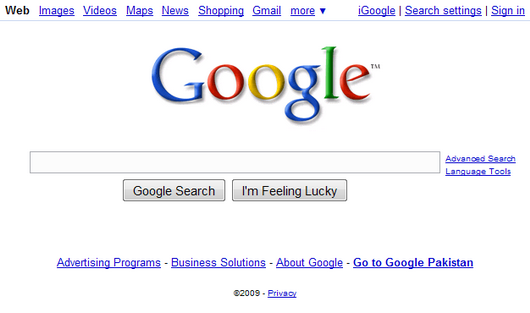 Web Images Videos Maps News Shopping Gmail more ▼ iGoogle | Search settings | Sign in
Google™
Advanced Search
Language Tools
Google Search I'm Feeling Lucky
Advertising Programs - Business Solutions - About Google - Go to Google Pakistan
©2009 - Privacy